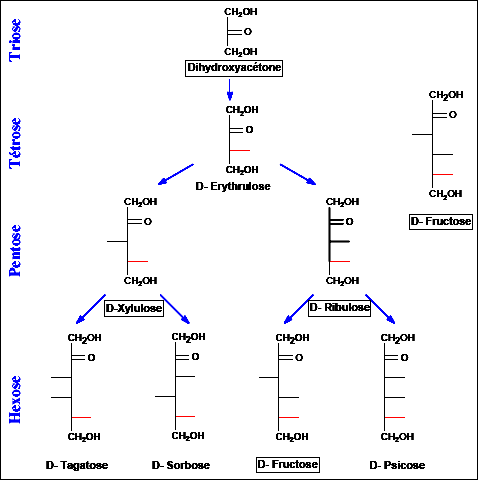 Triose
CH2OH
O
CH2OH
Dihydroxyacétone
Tétrose
CH2OH
O
CH2OH
D- Erythrulose
CH2OH
O
CH2OH
D- Fructose
Pentose
CH2OH
O
CH2OH
D-Xylulose
CH2OH
O
CH2OH
D- Ribulose
Hexose
CH2OH
O
CH2OH
D- Tagatose
CH2OH
O
CH2OH
D- Sorbose
CH2OH
O
CH2OH
D- Fructose
CH2OH
O
CH2OH
D- Psicose